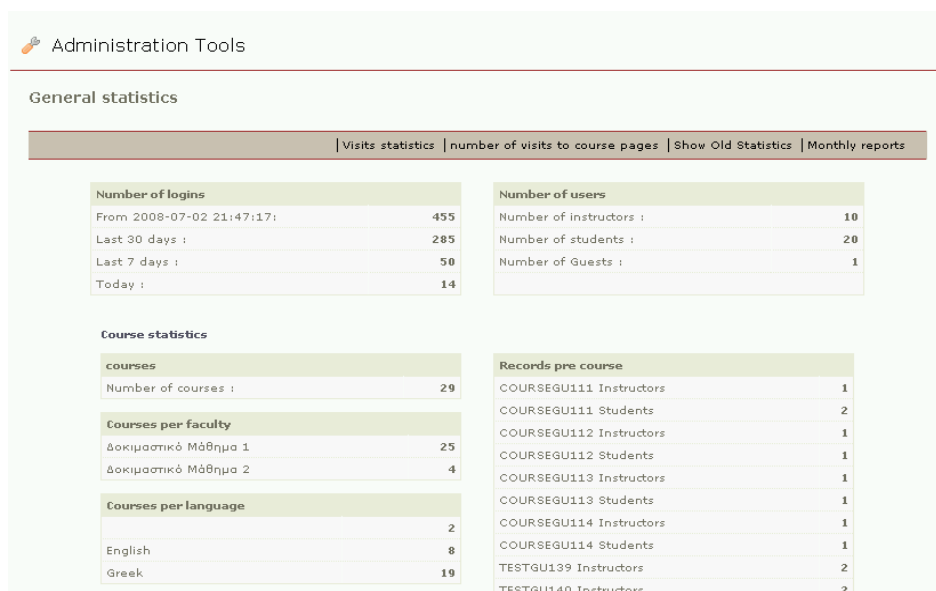 Administration Tools
General statistics
|Visits statistics |number of visits to course pages |Show Old Statistics |Monthly reports
Number of logins
From 2008-07-02 21:47:17: 455
Last 30 days : 285
Last 7 days : 50
Today : 14
Number of users
Number of instructors : 10
Number of students : 20
Number of Guests : 1
Course statistics
courses
Number of courses : 29
Courses per faculty
Δοκιμαστικό Μάθημα 1 25
Δοκιμαστικό Μάθημα 2 4
Courses per language
2
English 8
Greek 19
Records pre course
COURSEGU111 Instructors 1
COURSEGU111 Students 2
COURSEGU112 Instructors 1
COURSEGU112 Students 1
COURSEGU113 Instructors 1
COURSEGU113 Students 1
COURSEGU114 Instructors 1
COURSEGU114 Students 1
TESTGU139 Instructors 2
TESTGU140 Instructors 2